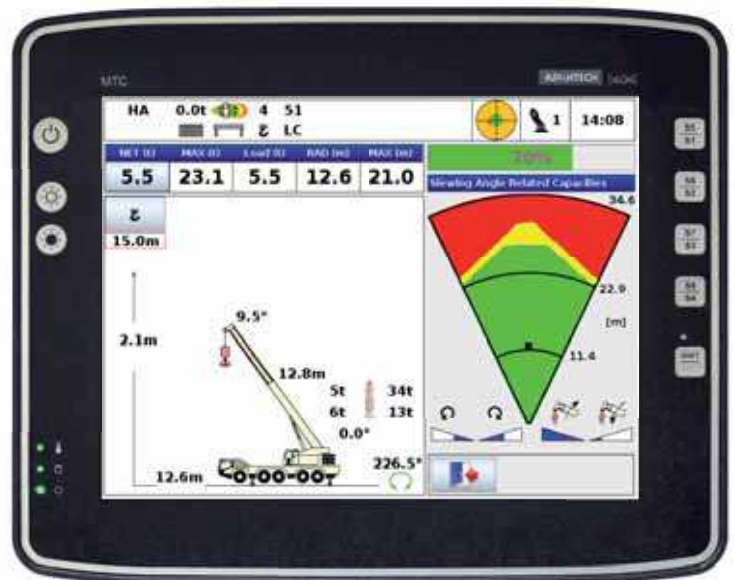 MTC
HA 0.0t 4 51
LC
1
14:08
NET (t) MAX (t) Load (t) RAD (m) MAX (m)
5.5 23.1 5.5 12.6 21.0
70%
Slewing Angle Related Capacities
15.0m
34.6
22.9
[m]
11.4
2.1m
9.5°
12.8m
5t 34t
6t 13t
0.0°
12.6m
226.5°